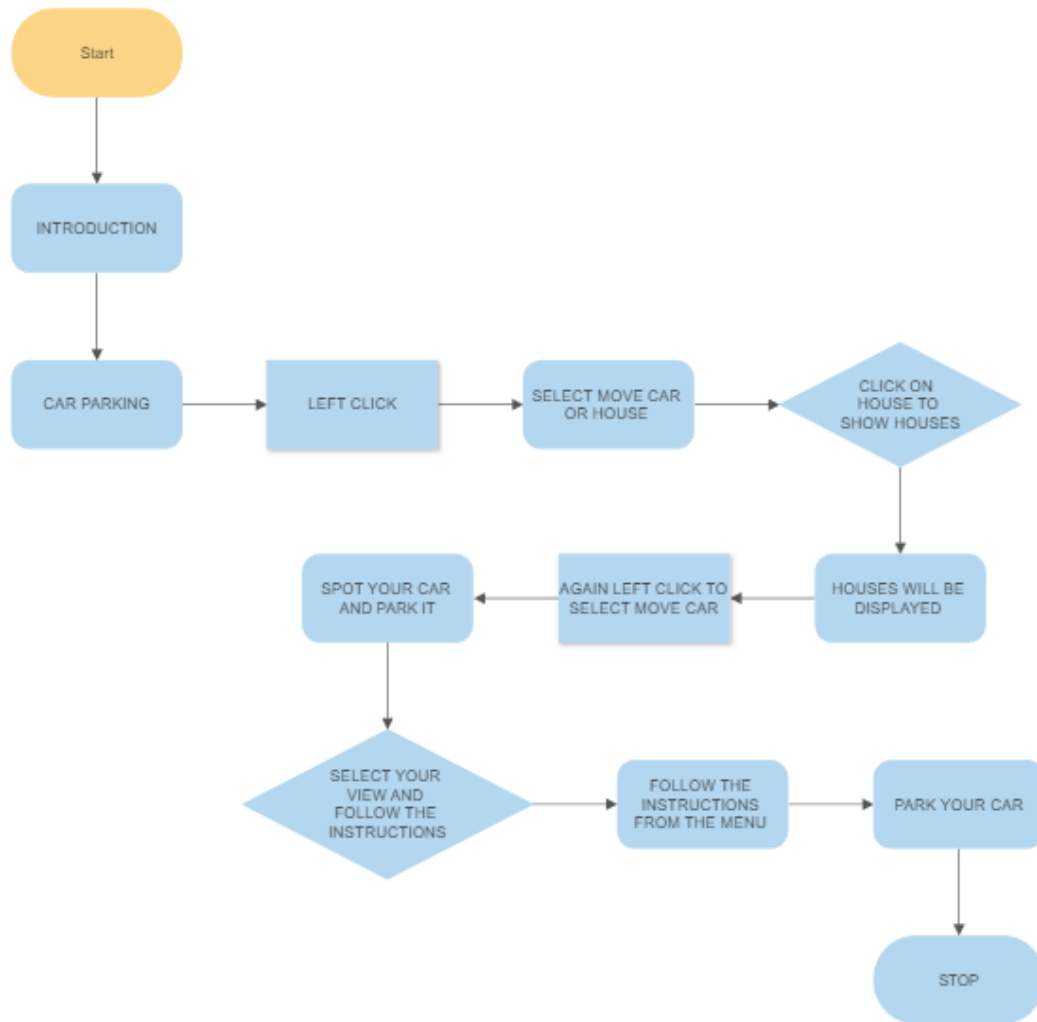 Start
INTRODUCTION
CAR PARKING
LEFT CLICK
SELECT MOVE CAR
OR HOUSE
CLICK ON
HOUSE TO
SHOW HOUSES
HOUSES WILL BE
DISPLAYED
AGAIN LEFT CLICK TO
SELECT MOVE CAR
SPOT YOUR CAR
AND PARK IT
SELECT YOUR
VIEW AND
FOLLOW THE
INSTRUCTIONS
FOLLOW THE
INSTRUCTIONS
FROM THE MENU
PARK YOUR CAR
STOP